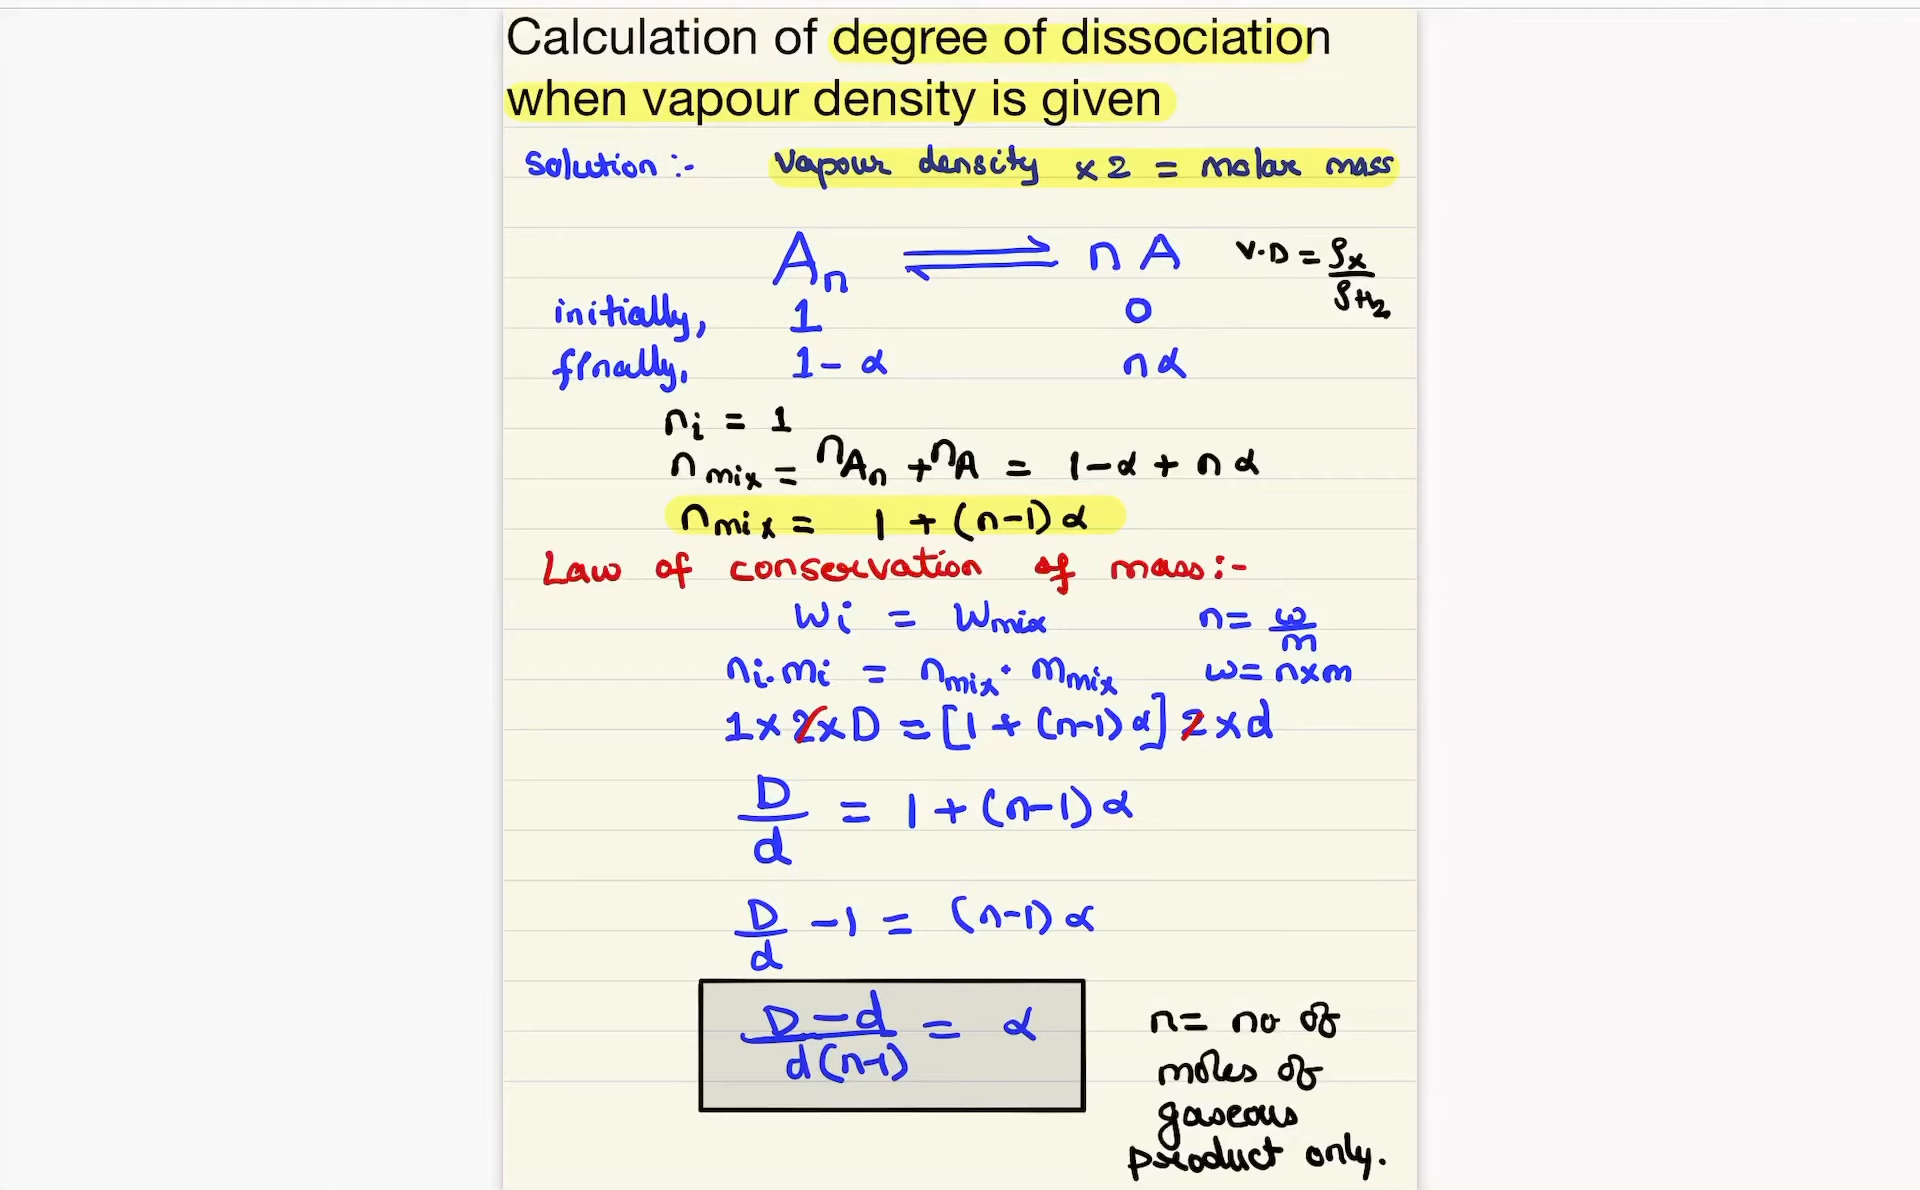 Calculation of degree of dissociation
when vapour density is given
Solution :- Vapour density x 2 = molar mass
Aₙ ⇌ n A V.D = ρx/ρH₂
initially, 1 0
finally, 1 - α nα
nᵢ = 1
n mix = nAₙ + nA = 1-α + nα
n mix = 1 + (n-1)α
Law of conservation of mass:-
Wi = Wmix n = w/m
nᵢ.mᵢ = nmix · Mmix w = n×m
1 × 2 × D = [1 + (n-1) α] 2 × d
D/d = 1 + (n-1) α
D/d - 1 = (n-1) α
D - d / d(n-1) = α
n = no of
moles of
gaseous
product only.